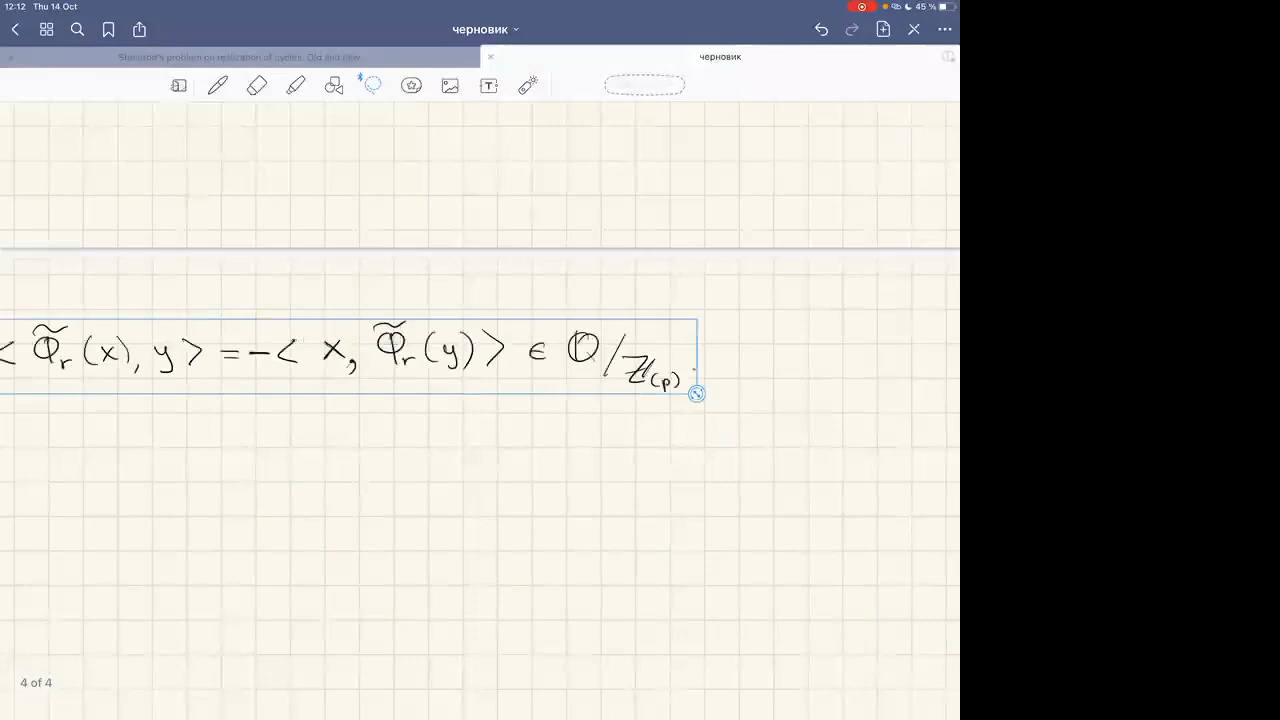 12:12 Thu 14 Oct 45 %
черновик
Steenrod's problem on realization of cycles. Old and new черновик
< Φ̃ᵣ(x), y > = - < x, Φ̃ᵣ(y) > ∈ ℚ/ℤ₍ₚ₎
4 of 4